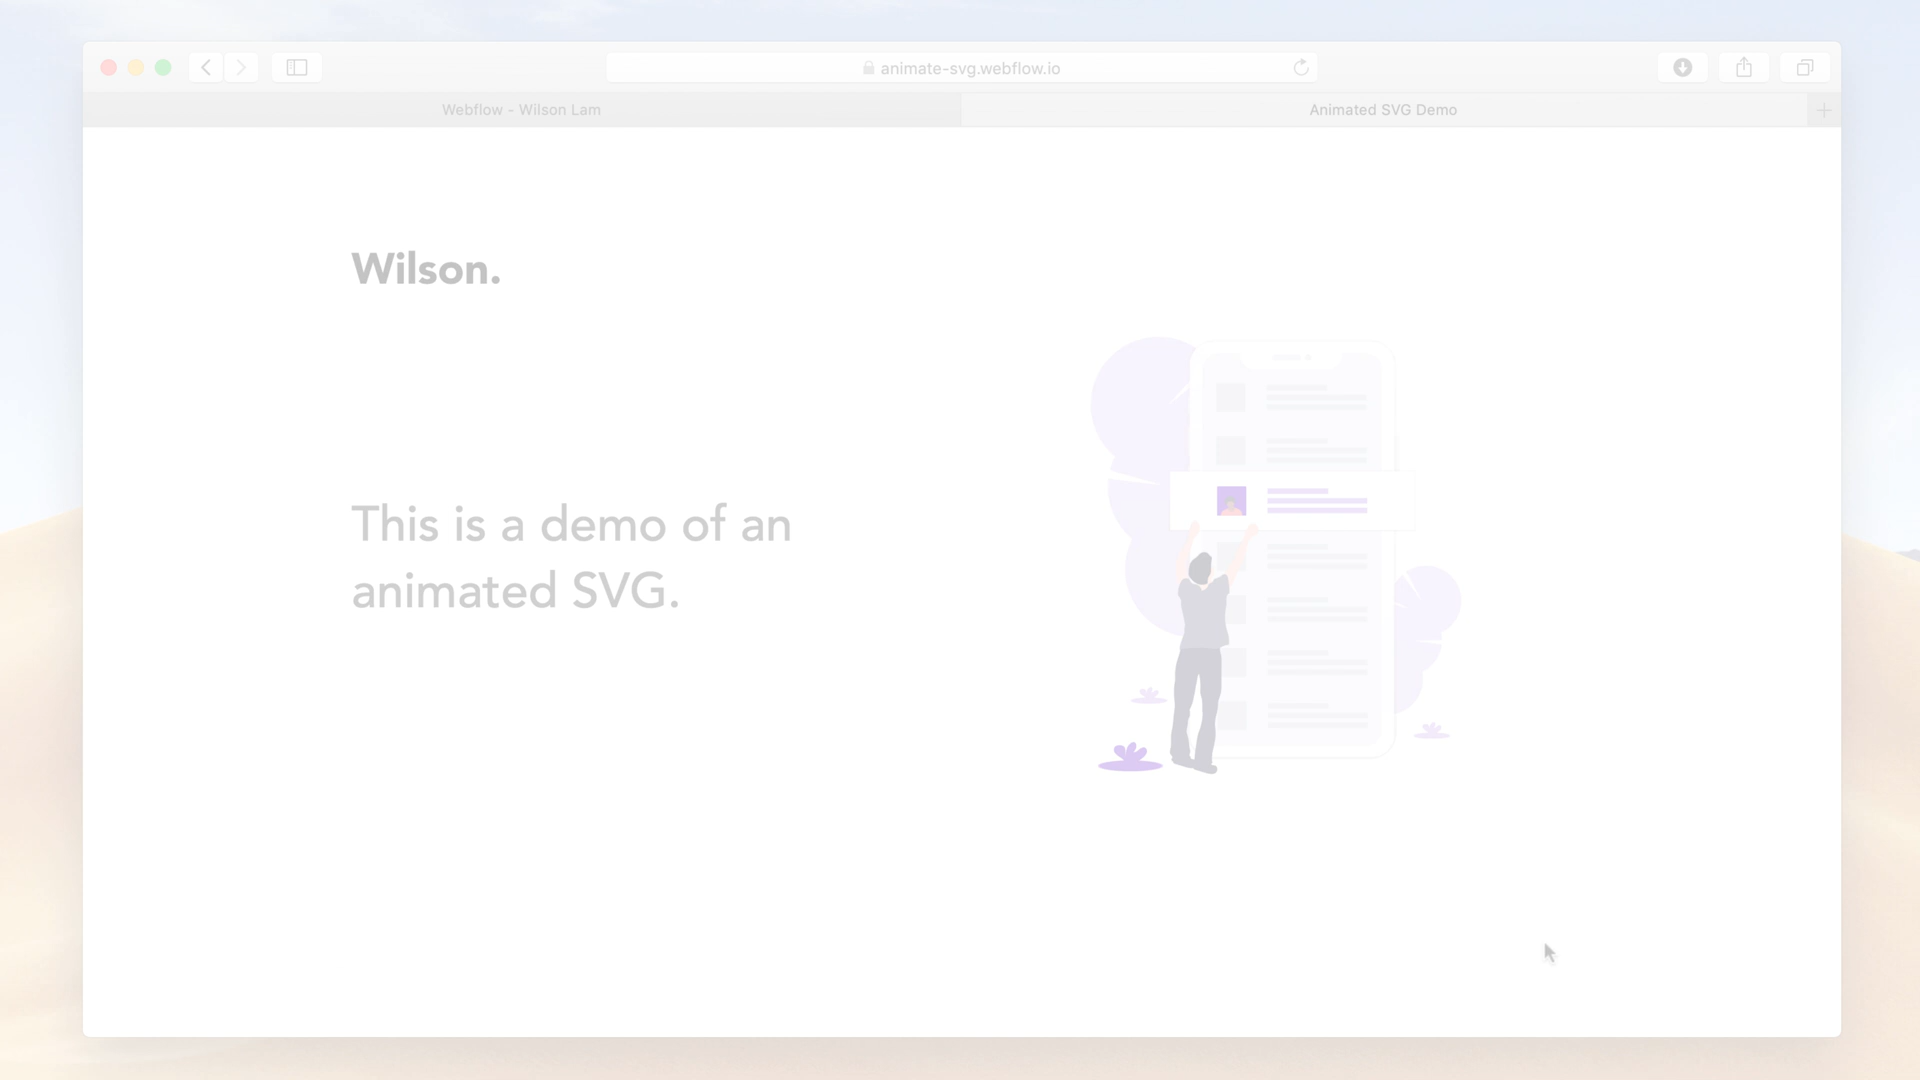 animate-svg.webflow.io
Webflow - Wilson Lam
Animated SVG Demo
Wilson.
This is a demo of an
animated SVG.